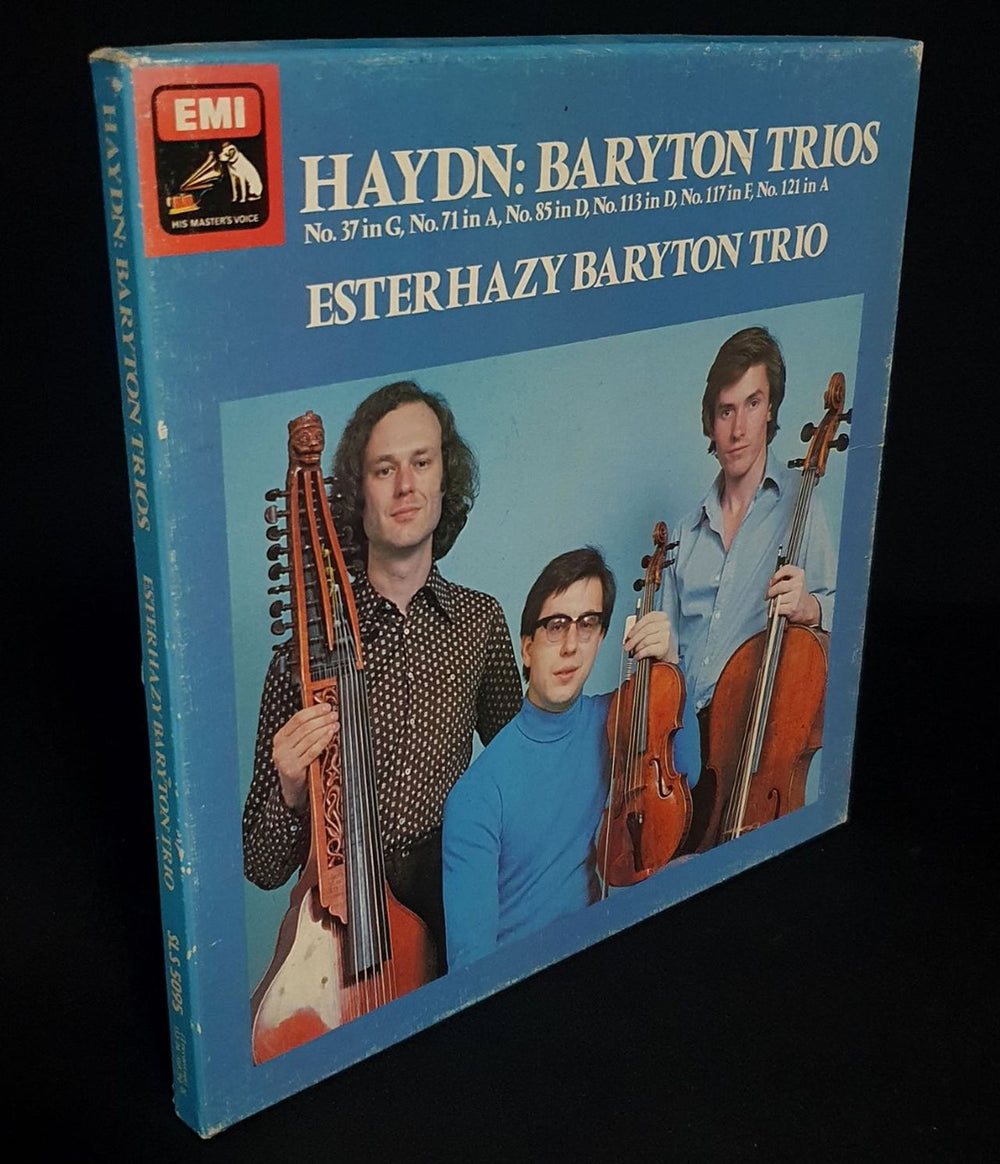 EMI
HIS MASTER'S VOICE
HAYDN: BARYTON TRIOS
No. 37 in G, No. 71 in A, No. 85 in D, No. 113 in D, No. 117 in F, No. 121 in A
ESTERHAZY BARYTON TRIO
HAYDN: BARYTON TRIOS
ESTERHAZY BARYTON TRIO
SLS 5095